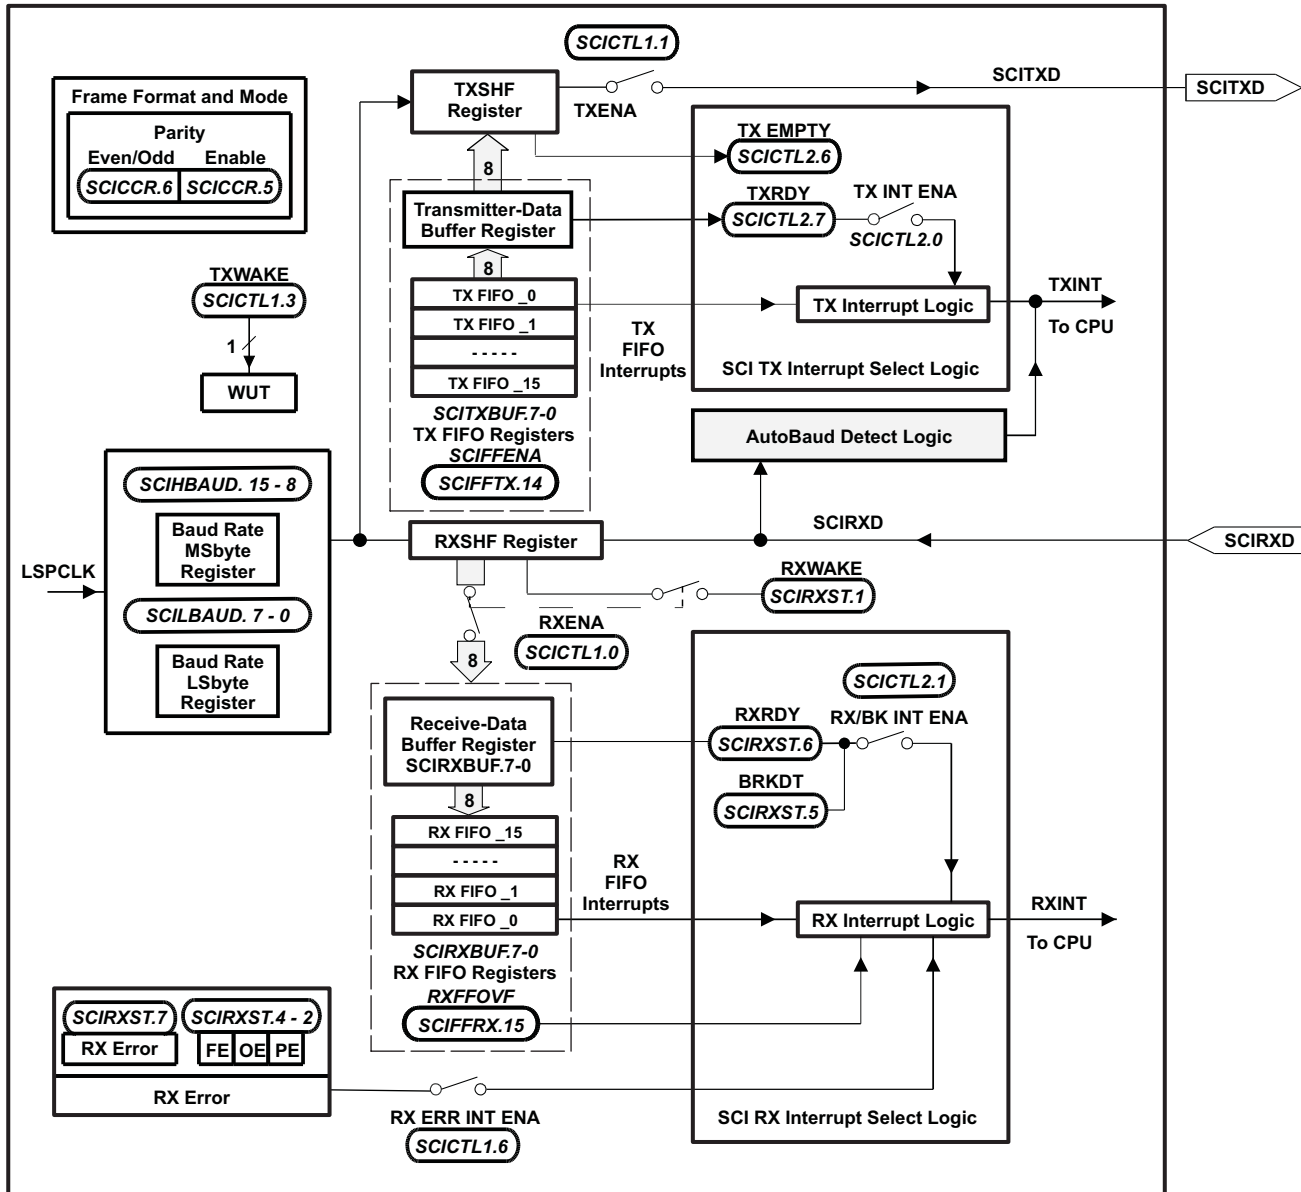 SCICTL1.1
Frame Format and Mode
Parity
Even/Odd Enable
SCICCR.6 SCICCR.5
TXSHF
Register
TXENA
SCITXD
SCITXD
8
TX EMPTY
SCICTL2.6
TXRDY
SCICTL2.7
TX INT ENA
SCICTL2.0
Transmitter-Data
Buffer Register
8
TX FIFO _0
TX FIFO _1
- - - - -
TX FIFO _15
SCITXBUF.7-0
TX FIFO Registers
SCIFFENA
SCIFFTX.14
TX
FIFO
Interrupts
TX Interrupt Logic
SCI TX Interrupt Select Logic
TXINT
To CPU
TXWAKE
SCICTL1.3
1
WUT
AutoBaud Detect Logic
LSPCLK
SCIHBAUD. 15 - 8
Baud Rate
MSbyte
Register
SCILBAUD. 7 - 0
Baud Rate
LSbyte
Register
RXSHF Register
SCIRXD
SCIRXD
RXWAKE
SCIRXST.1
RXENA
SCICTL1.0
8
Receive-Data
Buffer Register
SCIRXBUF.7-0
8
RX FIFO _15
- - - - -
RX FIFO _1
RX FIFO _0
SCIRXBUF.7-0
RX FIFO Registers
RXFFOVF
SCIFFRX.15
RX
FIFO
Interrupts
SCICTL2.1
RXRDY
RX/BK INT ENA
SCIRXST.6
BRKDT
SCIRXST.5
RX Interrupt Logic
RXINT
To CPU
SCI RX Interrupt Select Logic
SCIRXST.7 SCIRXST.4 - 2
RX Error FE OE PE
RX Error
RX ERR INT ENA
SCICTL1.6